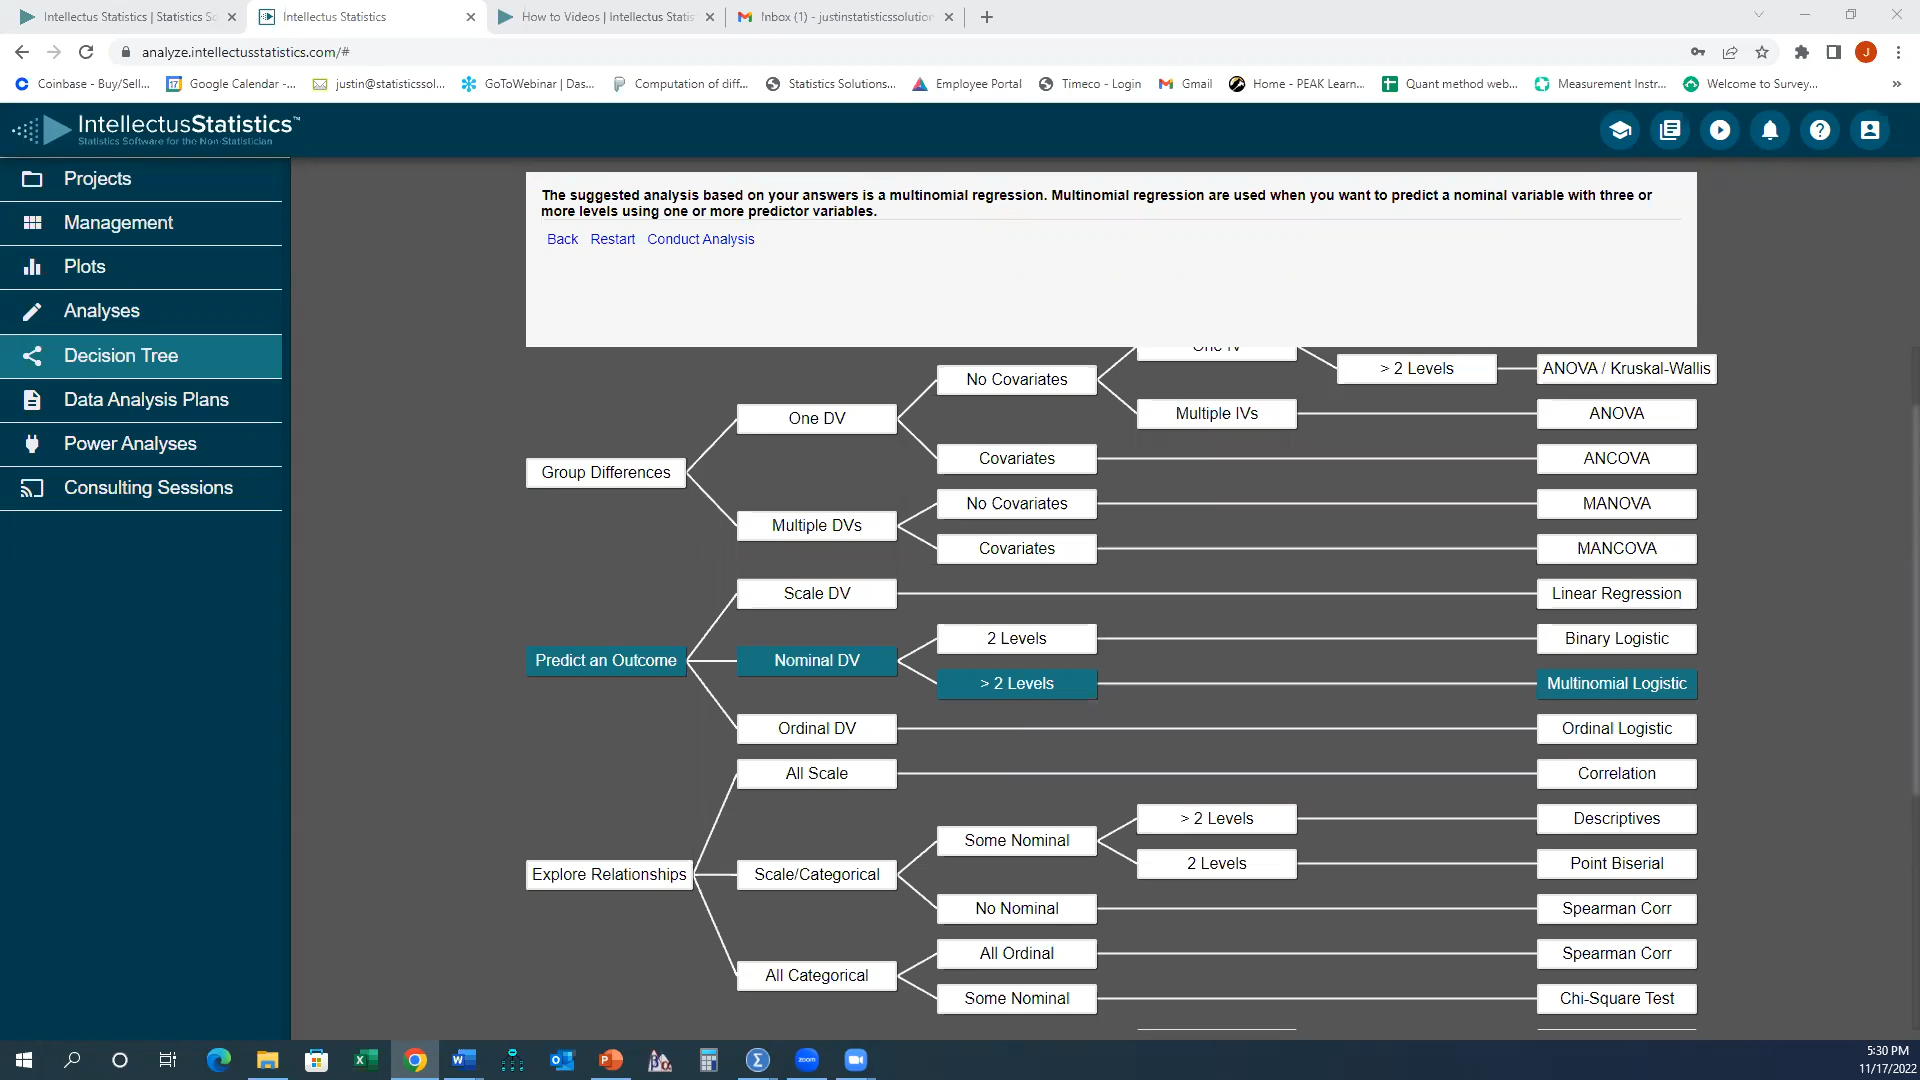 Intellectus Statistics | Statistics So
Intellectus Statistics
How to Videos | Intellectus Statis
Inbox (1) - justinstatisticssolution
analyze.intellectusstatistics.com/#
J
Coinbase - Buy/Sell...
Google Calendar -...
justin@statisticssol...
GoToWebinar | Das...
Computation of diff...
Statistics Solutions...
Employee Portal
Timeco - Login
Gmail
Home - PEAK Learn...
Quant method web...
Measurement Instr...
Welcome to Survey...
IntellectusStatistics™
Statistics Software for the Non-Statistician
Projects
Management
Plots
Analyses
Decision Tree
Data Analysis Plans
Power Analyses
Consulting Sessions
The suggested analysis based on your answers is a multinomial regression. Multinomial regression are used when you want to predict a nominal variable with three or
more levels using one or more predictor variables.
Back Restart Conduct Analysis
One IV
> 2 Levels
ANOVA / Kruskal-Wallis
No Covariates
Multiple IVs
ANOVA
One DV
Covariates
ANCOVA
Group Differences
No Covariates
MANOVA
Multiple DVs
Covariates
MANCOVA
Scale DV
Linear Regression
2 Levels
Binary Logistic
Predict an Outcome
Nominal DV
> 2 Levels
Multinomial Logistic
Ordinal DV
Ordinal Logistic
All Scale
Correlation
> 2 Levels
Descriptives
Some Nominal
2 Levels
Point Biserial
Explore Relationships
Scale/Categorical
No Nominal
Spearman Corr
All Ordinal
Spearman Corr
All Categorical
Some Nominal
Chi-Square Test
5:30 PM
11/17/2022